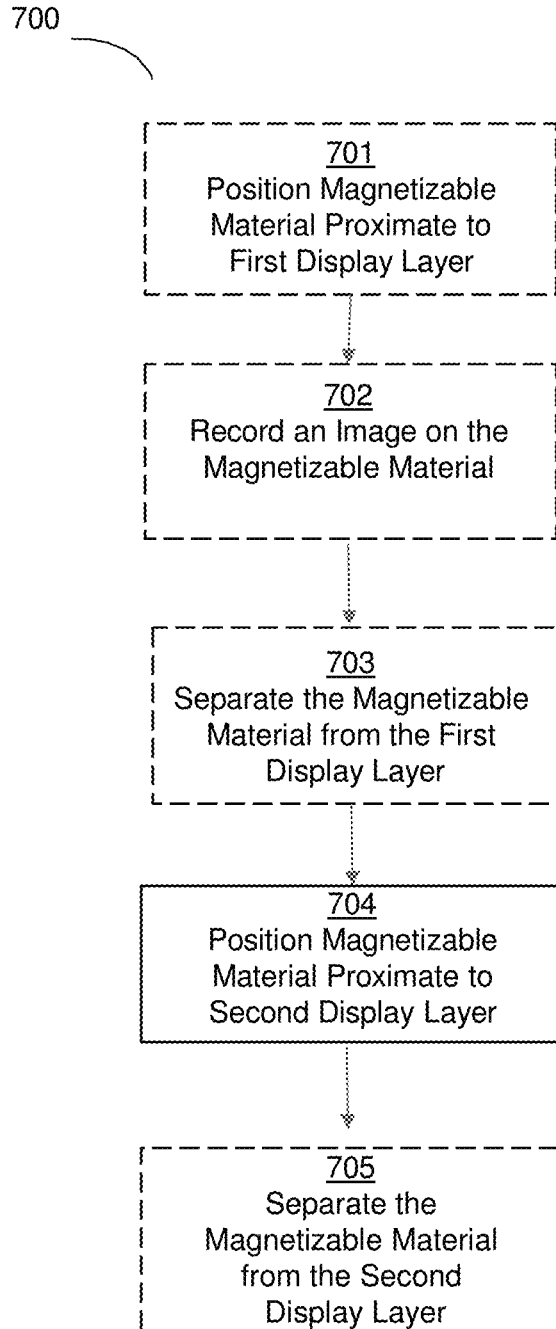 700
701
Position Magnetizable
Material Proximate to
First Display Layer
702
Record an Image on the
Magnetizable Material
703
Separate the Magnetizable
Material from the First
Display Layer
704
Position Magnetizable
Material Proximate to
Second Display Layer
705
Separate the
Magnetizable Material
from the Second
Display Layer